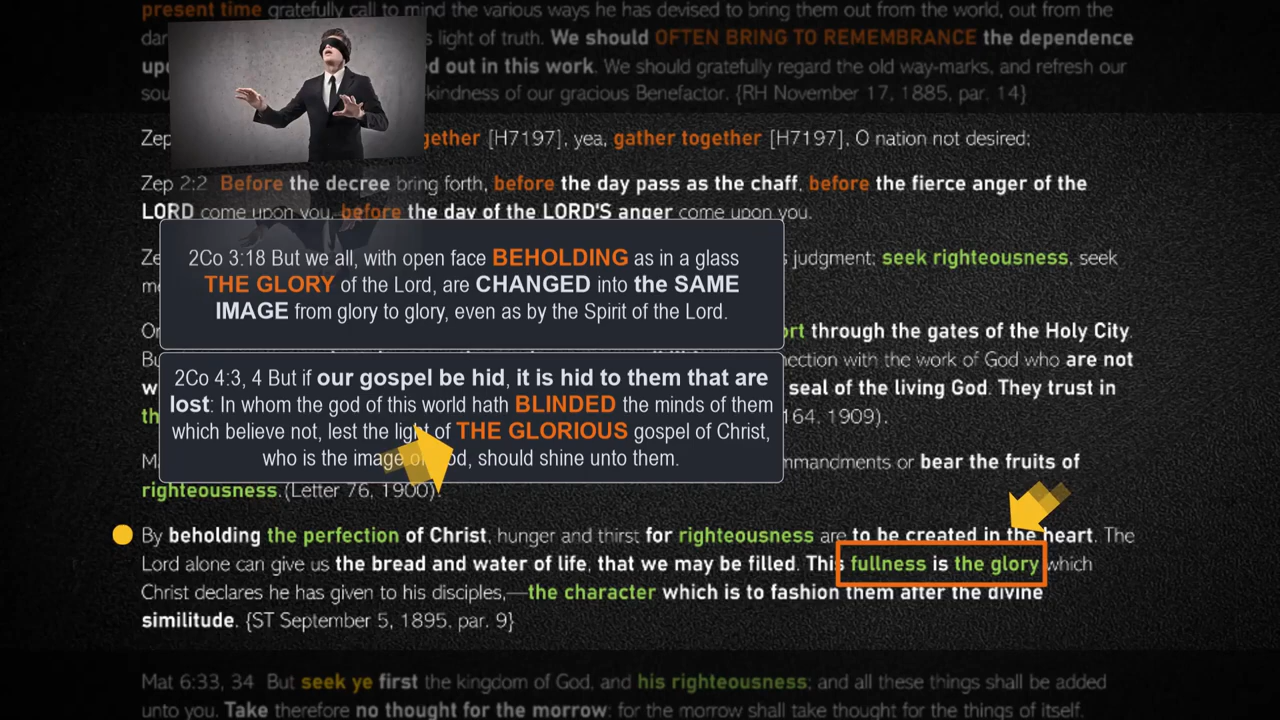 present time gratefully call to mind the various ways he has devised to bring them out from the world, out from the
light of truth. We should OFTEN BRING TO REMEMBRANCE the dependence
out in this work. We should gratefully regard the old way-marks, and refresh our
kindness of our gracious Benefactor. {RH November 17, 1885, par. 14}
Zep gether [H7197], yea, gather together [H7197], O nation not desired;
Zep 2:2 Before the decree bring forth, before the day pass as the chaff, before the fierce anger of the
LORD come upon you, before the day of the LORD'S anger come upon you.
judgment; seek righteousness, seek
2Co 3:18 But we all, with open face BEHOLDING as in a glass
THE GLORY of the Lord, are CHANGED into the SAME
IMAGE from glory to glory, even as by the Spirit of the Lord.
through the gates of the Holy City.
nection with the work of God who are not
seal of the living God. They trust in
164. 1909).
2Co 4:3, 4 But if our gospel be hid, it is hid to them that are
lost: In whom the god of this world hath BLINDED the minds of them
which believe not, lest the light of THE GLORIOUS gospel of Christ,
who is the image of God, should shine unto them.
mmandments or bear the fruits of
righteousness.(Letter 76, 1900).
By beholding the perfection of Christ, hunger and thirst for righteousness are to be created in the heart. The
Lord alone can give us the bread and water of life, that we may be filled. This fullness is the glory which
Christ declares he has given to his disciples,—the character which is to fashion them after the divine
similitude. {ST September 5, 1895, par. 9}
Mat 6:33, 34 But seek ye first the kingdom of God, and his righteousness; and all these things shall be added
unto you. Take therefore no thought for the morrow: for the morrow shall take thought for the things of itself.